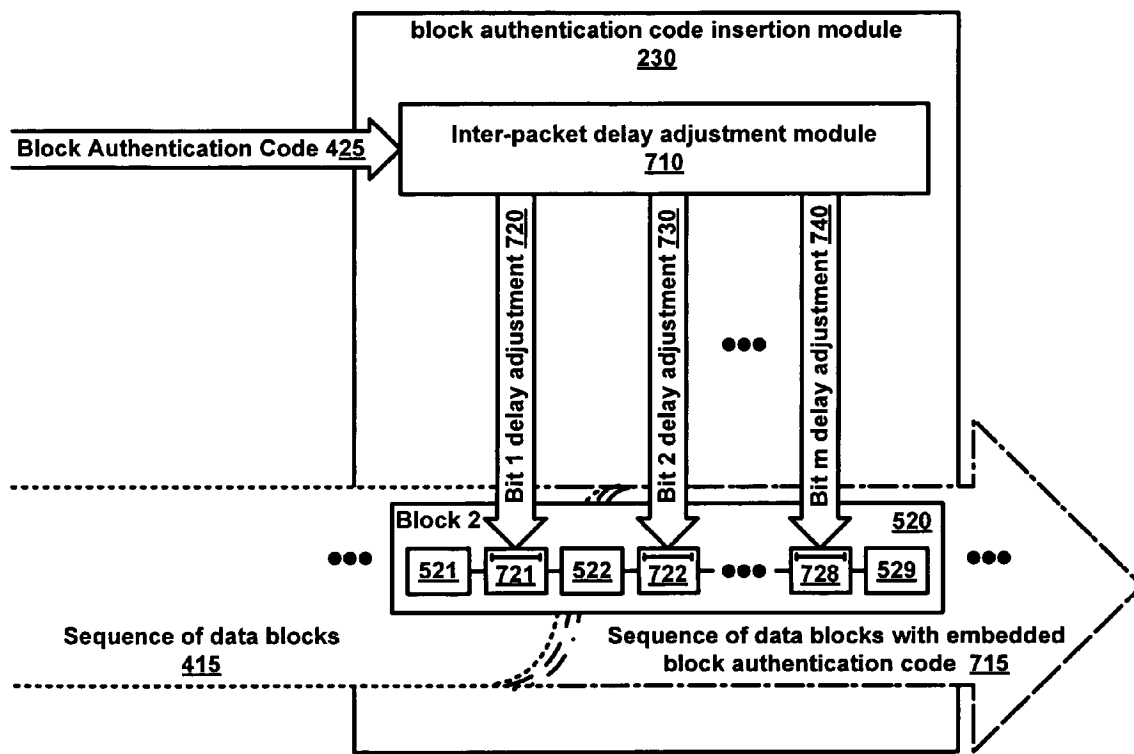 block authentication code insertion module
230
Inter-packet delay adjustment module
710
Block Authentication Code 425
Bit 1 delay adjustment 720
Bit 2 delay adjustment 730
Bit m delay adjustment 740
Block 2
520
521
721
522
722
728
529
Sequence of data blocks
415
Sequence of data blocks with embedded
block authentication code 715